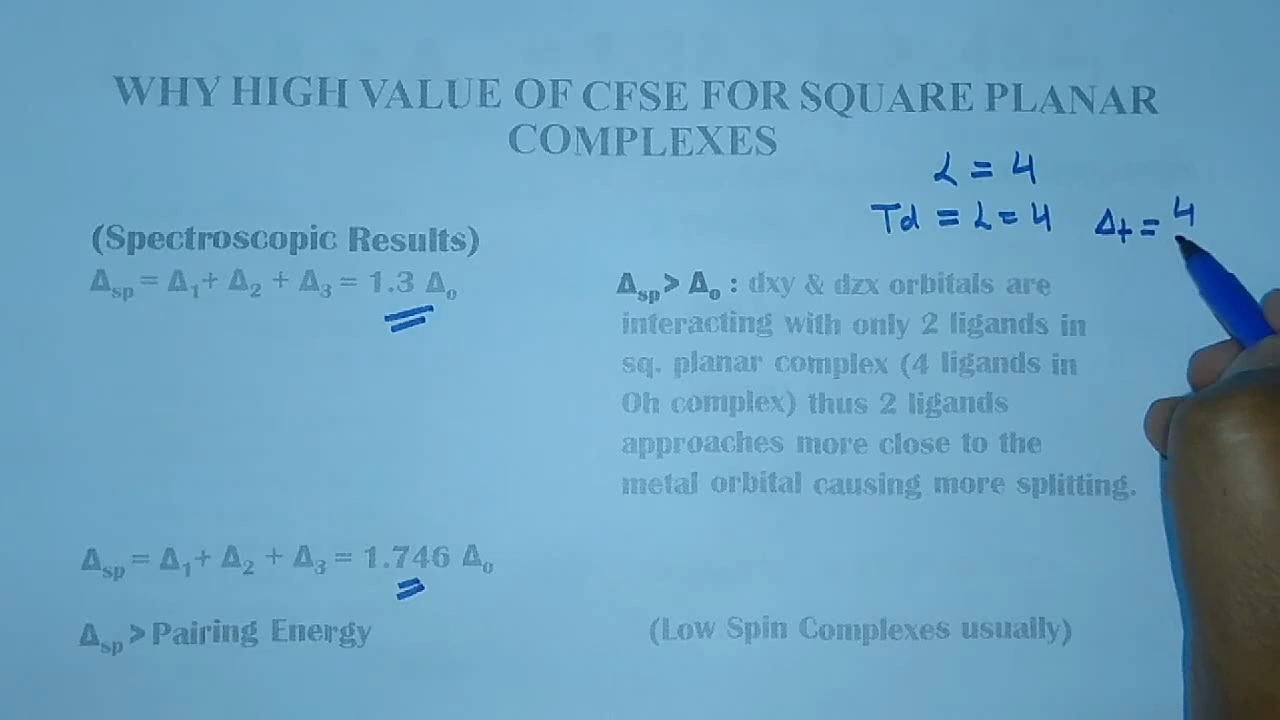 WHY HIGH VALUE OF CFSE FOR SQUARE PLANAR
COMPLEXES
L = 4
Td = L = 4 Δt = 4
(Spectroscopic Results)
Δsp = Δ1+ Δ2 + Δ3 = 1.3 Δo
Δsp > Δo : dxy & dzx orbitals are
interacting with only 2 ligands in
sq. planar complex (4 ligands in
Oh complex) thus 2 ligands
approaches more close to the
metal orbital causing more splitting.
Δsp = Δ1+ Δ2 + Δ3 = 1.746 Δo
Δsp > Pairing Energy
(Low Spin Complexes usually)